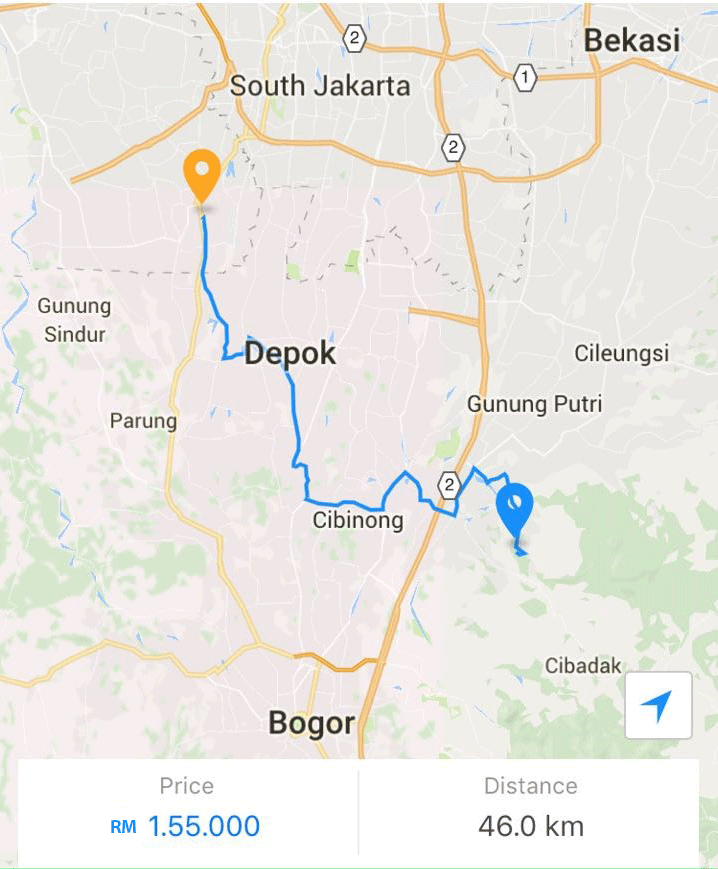 2
Bekasi
1
South Jakarta
2
Gunung
Sindur
Depok
Cileungsi
Gunung Putri
Parung
2
Cibinong
Cibadak
Bogor
Price Distance
RM 1.55.000 46.0 km